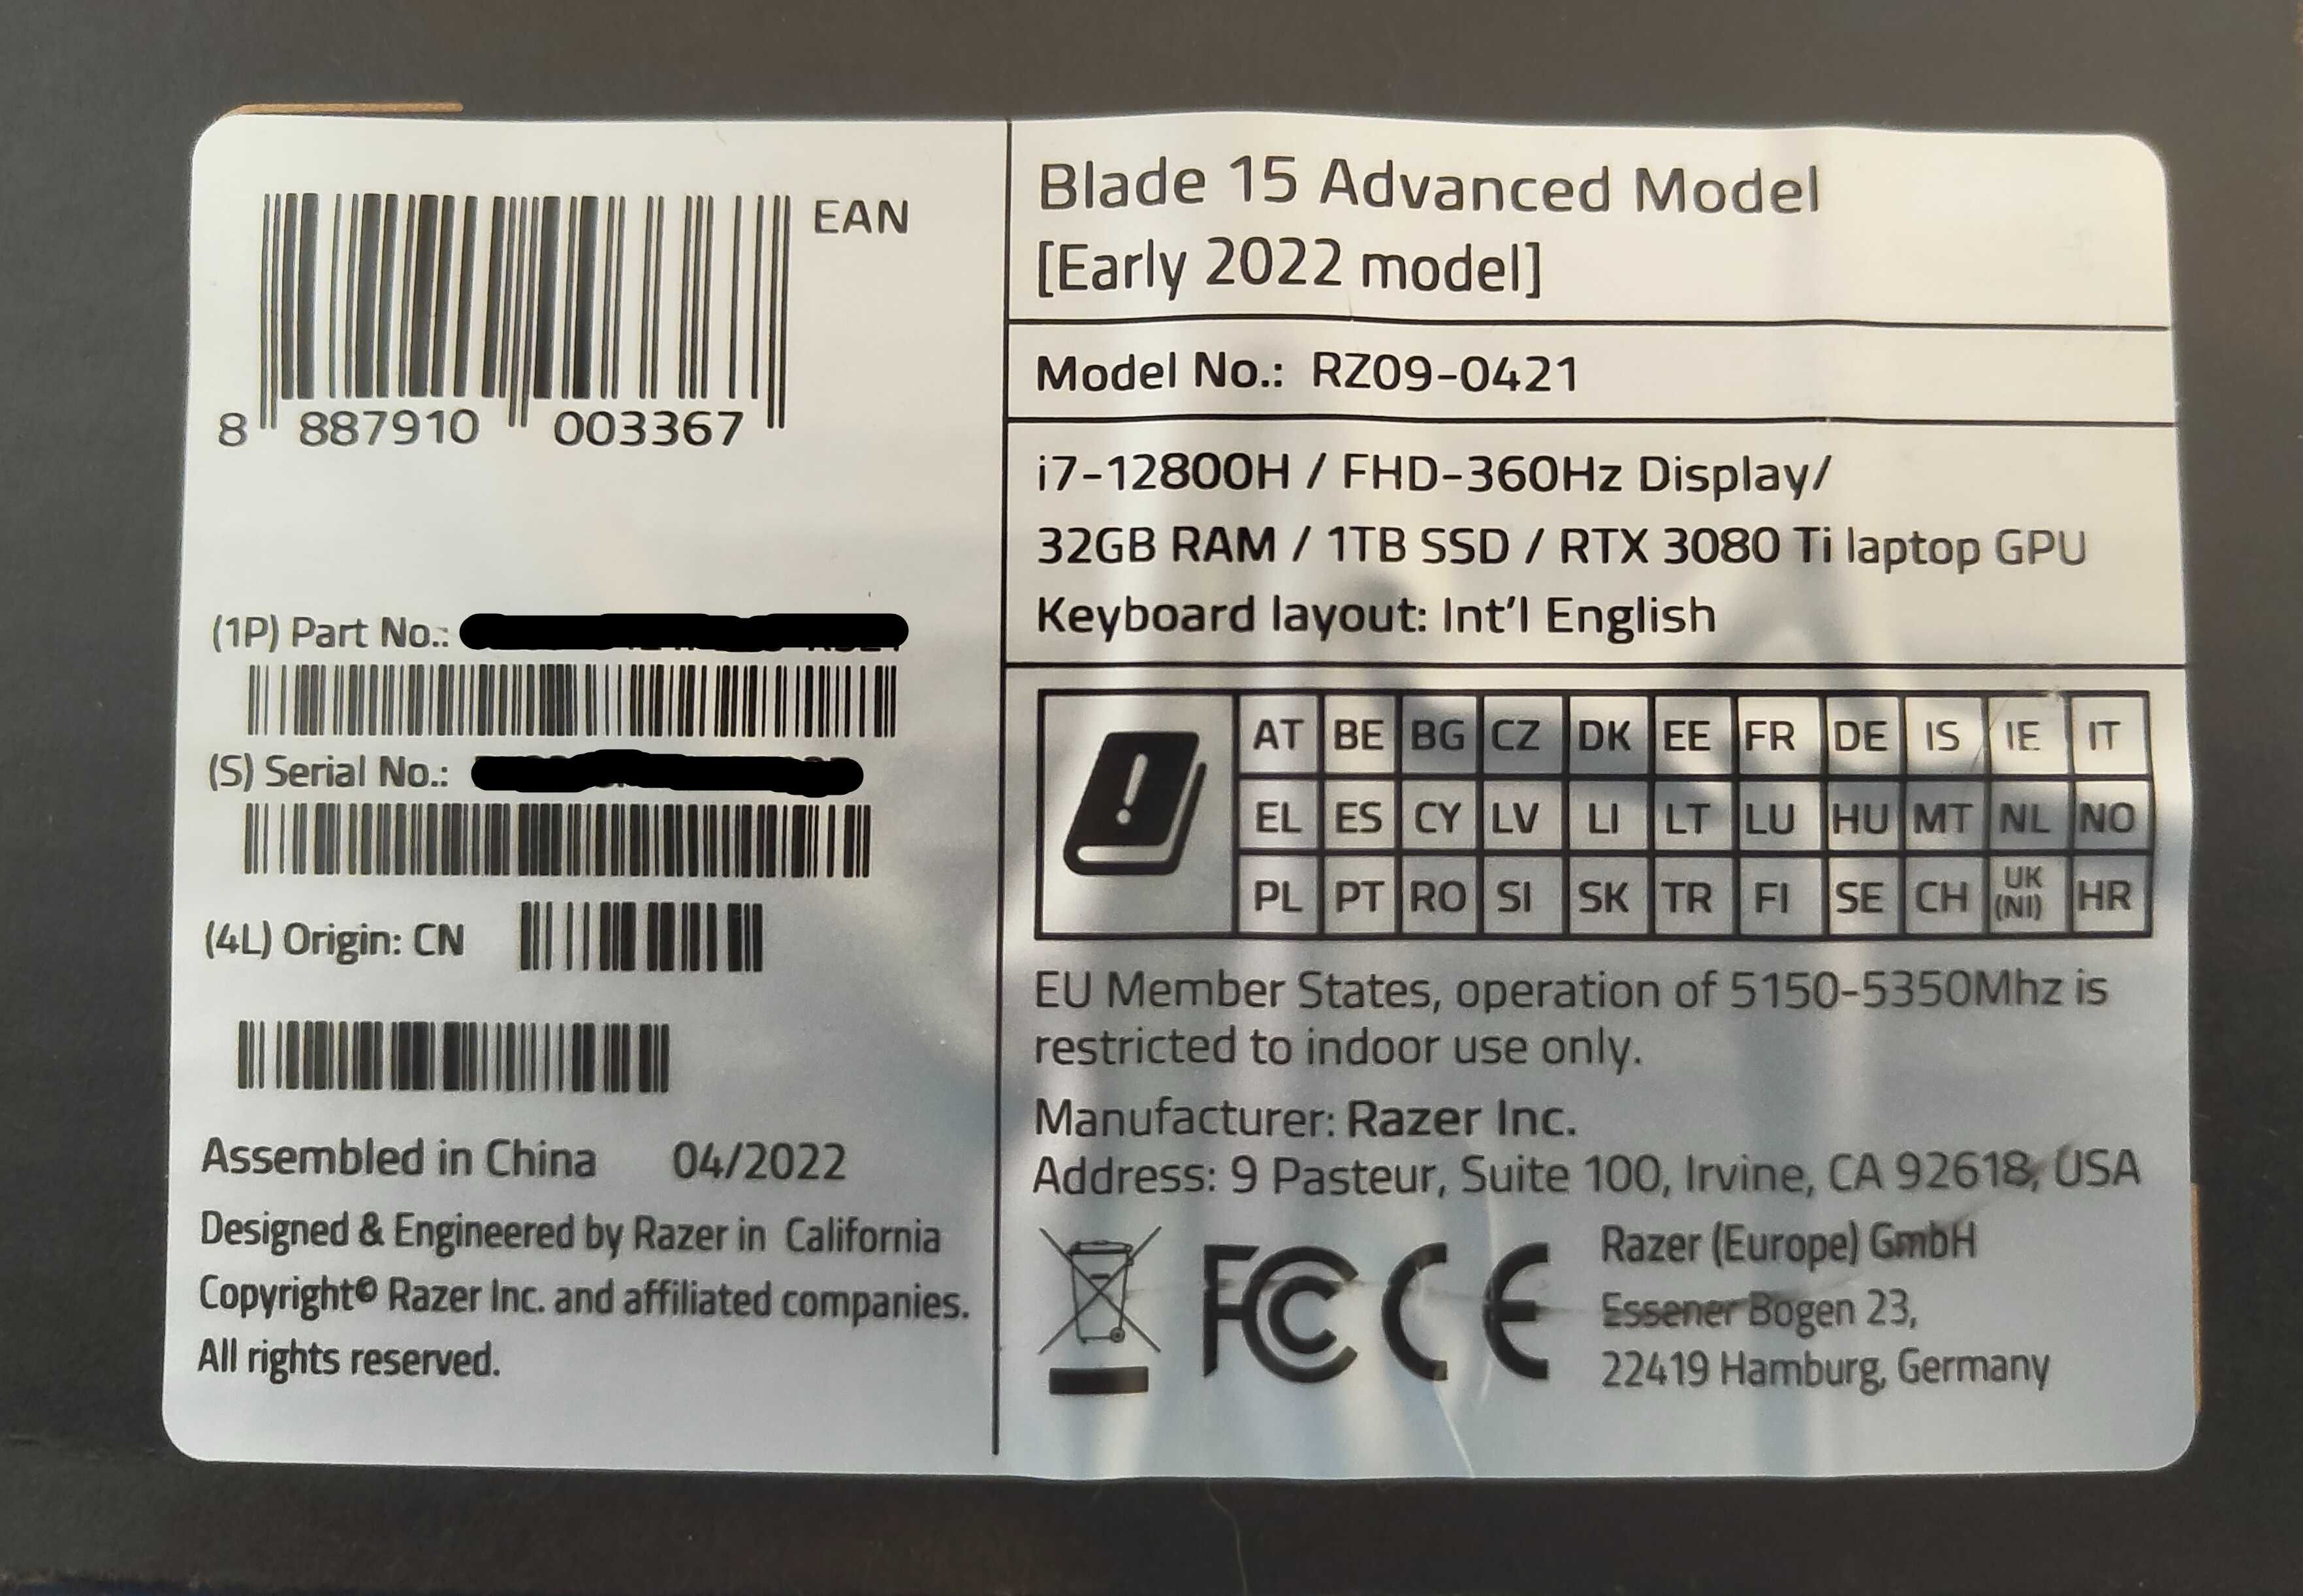 EAN
8 887910 003367
(1P) Part No.:
(S) Serial No.:
(4L) Origin: CN
Assembled in China 04/2022
Designed & Engineered by Razer in California
Copyright© Razer Inc. and affiliated companies.
All rights reserved.
Blade 15 Advanced Model
[Early 2022 model]
Model No.: RZ09-0421
i7-12800H / FHD-360Hz Display/
32GB RAM / 1TB SSD / RTX 3080 Ti laptop GPU
Keyboard layout: Int'l English
AT BE BG CZ DK EE FR DE IS IE IT
EL ES CY LV LI LT LU HU MT NL NO
PL PT RO SI SK TR FI SE CH UK (NI) HR
EU Member States, operation of 5150-5350Mhz is
restricted to indoor use only.
Manufacturer: Razer Inc.
Address: 9 Pasteur, Suite 100, Irvine, CA 92618, USA
FC CE
Razer (Europe) GmbH
Essener Bogen 23,
22419 Hamburg, Germany